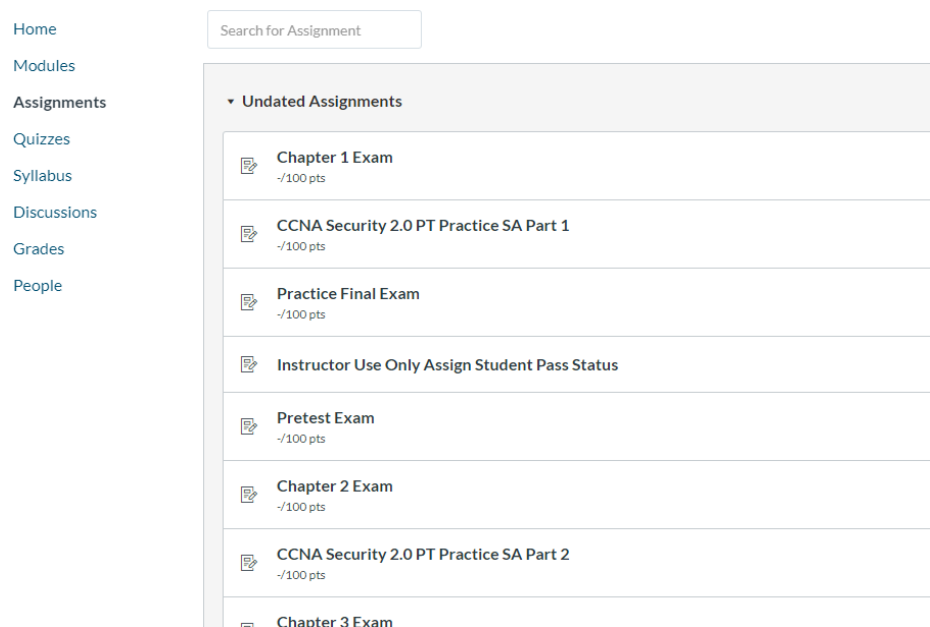 Home
Modules
Assignments
Quizzes
Syllabus
Discussions
Grades
People
Search for Assignment
Undated Assignments
Chapter 1 Exam
-/100 pts
CCNA Security 2.0 PT Practice SA Part 1
-/100 pts
Practice Final Exam
-/100 pts
Instructor Use Only Assign Student Pass Status
Pretest Exam
-/100 pts
Chapter 2 Exam
-/100 pts
CCNA Security 2.0 PT Practice SA Part 2
-/100 pts
Chapter 3 Exam